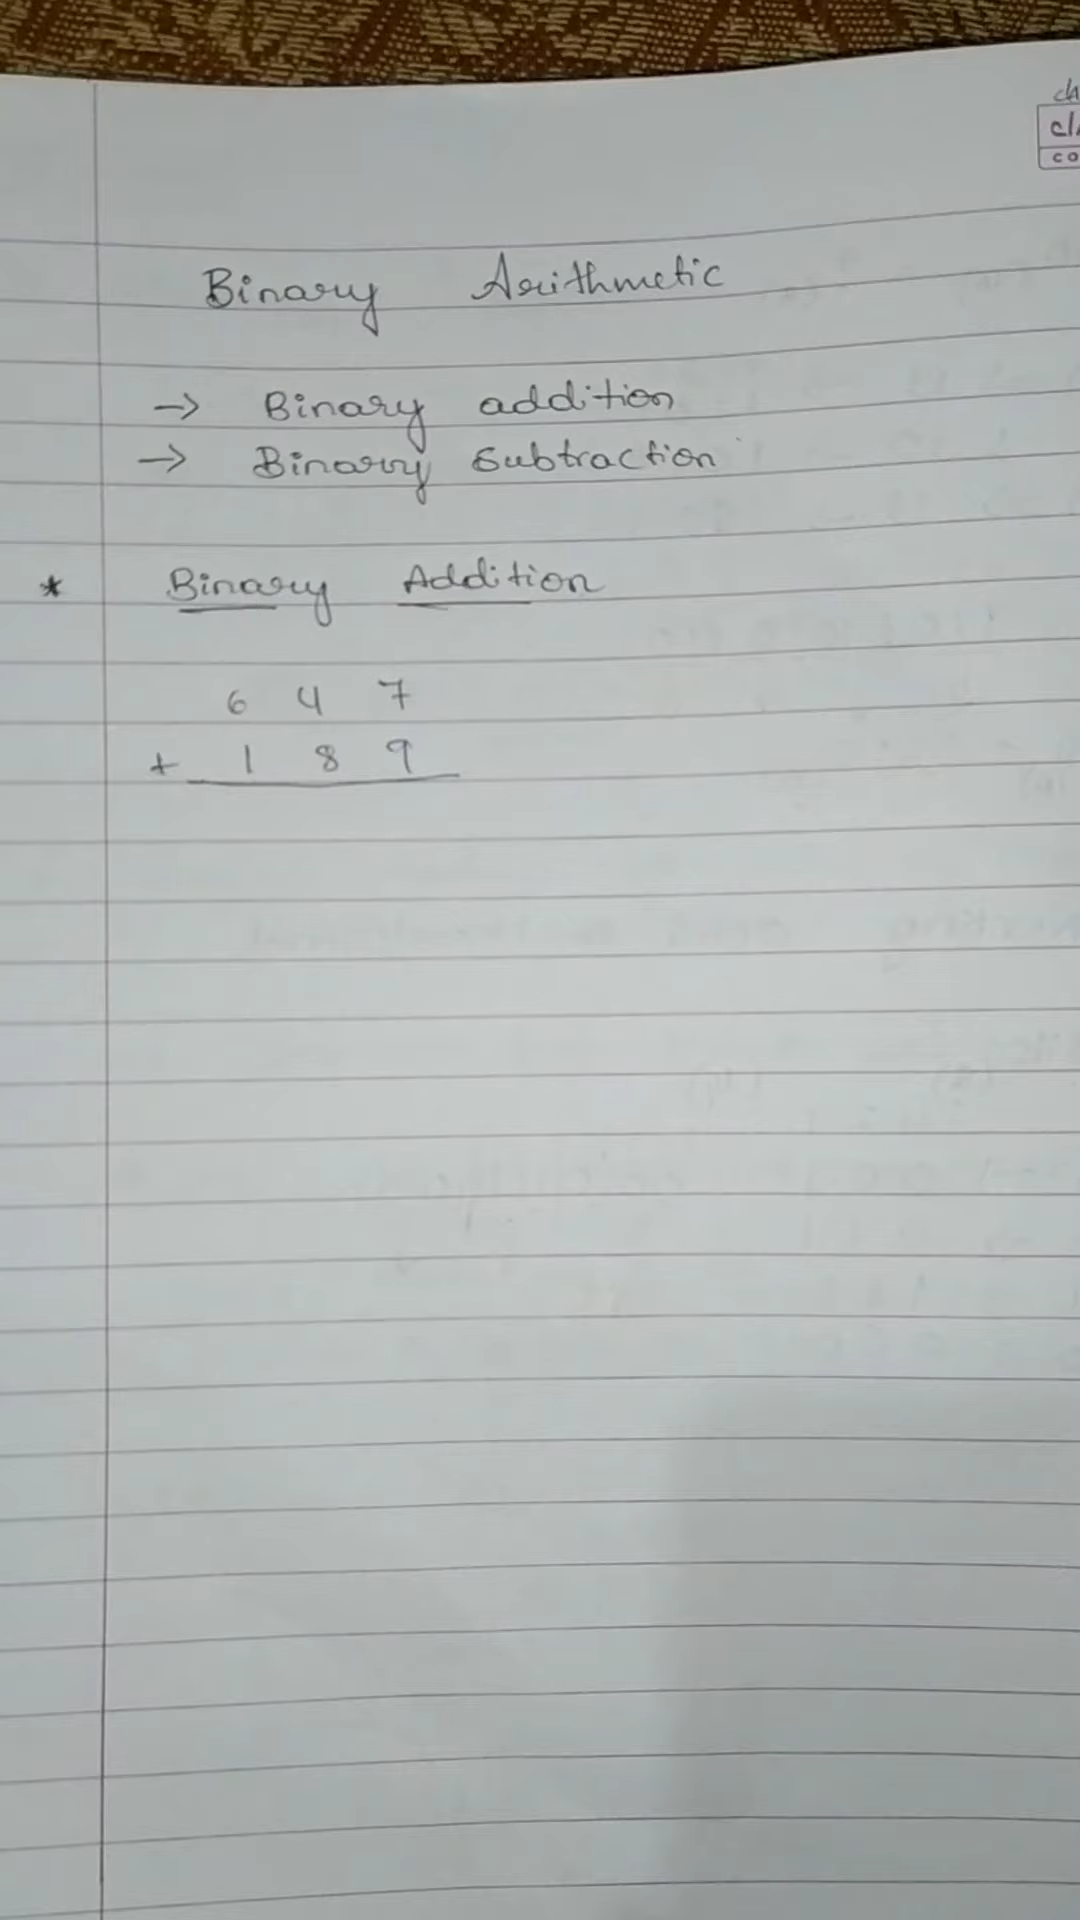 Binary Arithmetic
→ Binary addition
→ Binary subtraction
* Binary Addition
6 4 7
+ 1 8 9